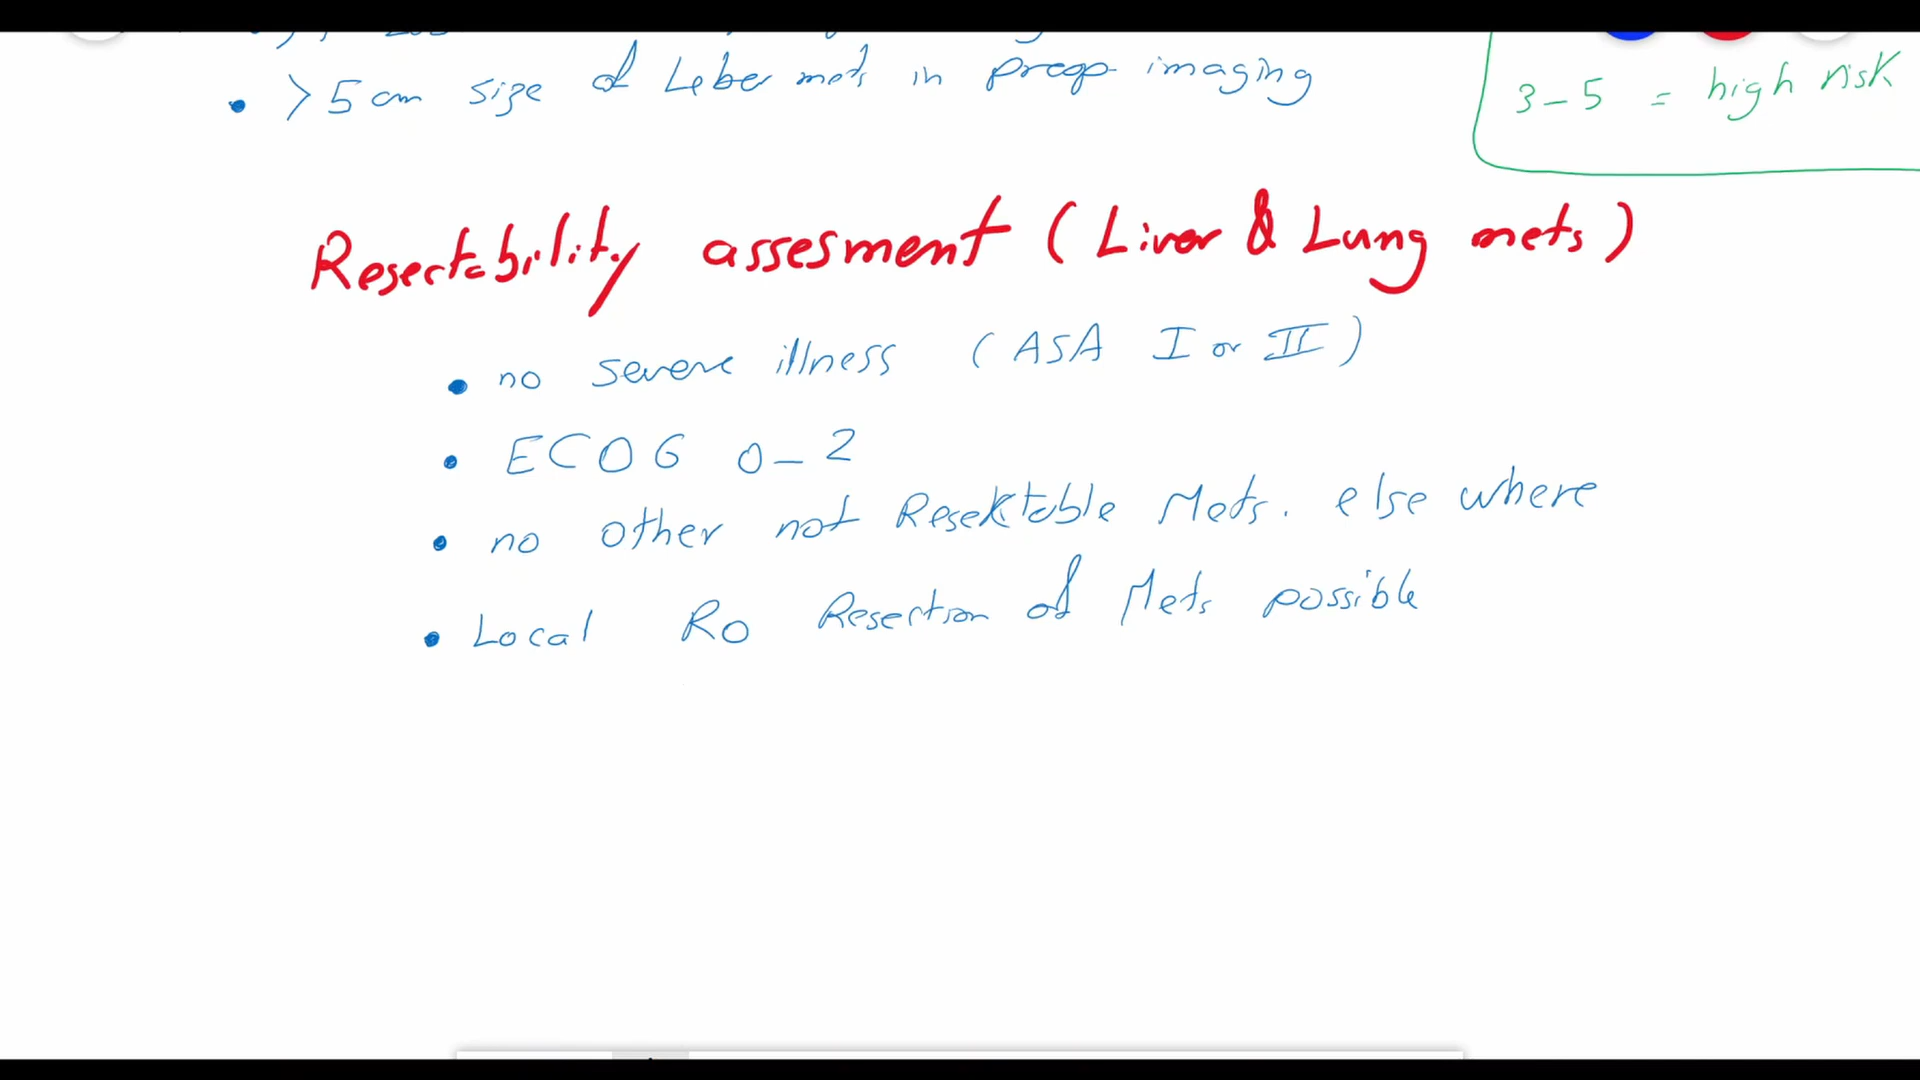 • > 5 cm size of Leber mets in preop imaging
3 – 5 = high risk
Resectability assesment (Liver & Lung mets)
• no severe illness (ASA I or II)
• ECOG 0 – 2
• no other not Resektable Mets. else where
• Local R0 Resection of Mets possible